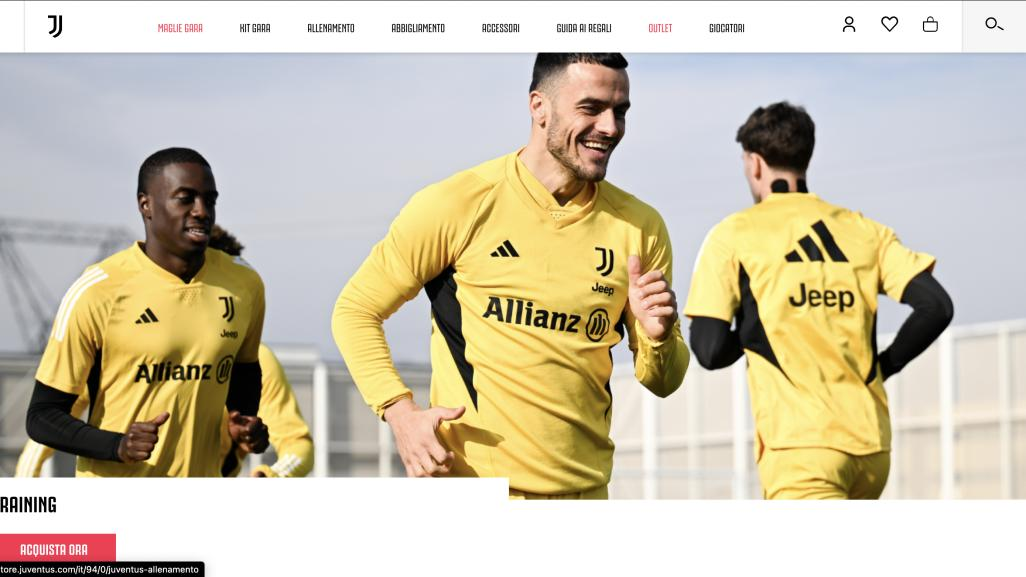 MAGLIE GARA
KIT GARA
ALLENAMENTO
ABBIGLIAMENTO
ACCESSORI
GUIDA AI REGALI
OUTLET
GIOCATORI
Jeep
Allianz
Jeep
Allianz
Jeep
RAINING
ACQUISTA ORA
tore.juventus.com/it/94/0/juventus-allenamento